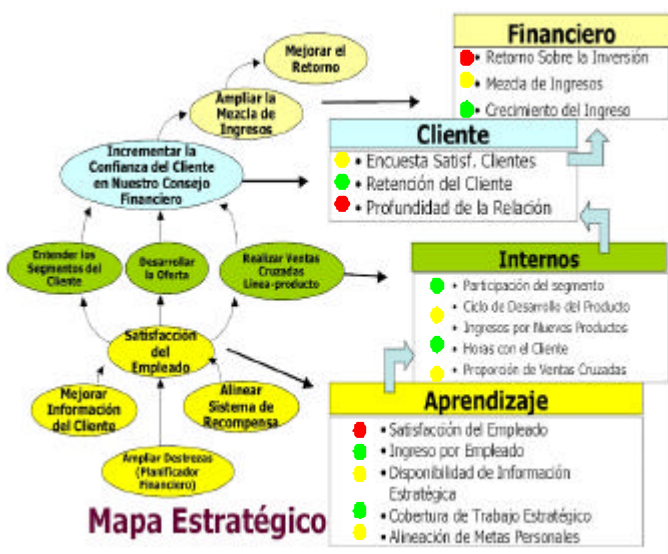 Financiero
• Retorno Sobre la Inversión
• Mezcla de Ingresos
• Crecimiento del Ingreso
Mejorar el
Retorno
Ampliar la
Mezcla de
Ingresos
Cliente
• Encuesta Satisf. Clientes
• Retención del Cliente
• Profundidad de la Relación
Incrementar la
Confianza del Cliente
en Nuestro Consejo
Financiero
Entender los
Segmentos del
Cliente
Desarrollar
la Oferta
Realizar Ventas
Cruzadas
Linea-producto
Internos
• Participación del segmento
• Ciclo de Desarrollo del Producto
• Ingresos por Nuevos Productos
• Horas con el Cliente
• Proporción de Ventas Cruzadas
Satisfacción
del
Empleado
Mejorar
Información
del Cliente
Alinear
Sistema de
Recompensa
Ampliar Destrezas
(Planificador
Financiero)
Aprendizaje
• Satisfacción del Empleado
• Ingreso por Empleado
• Disponibilidad de Información
Estratégica
• Cobertura de Trabajo Estratégico
• Alineación de Metas Personales
Mapa Estratégico